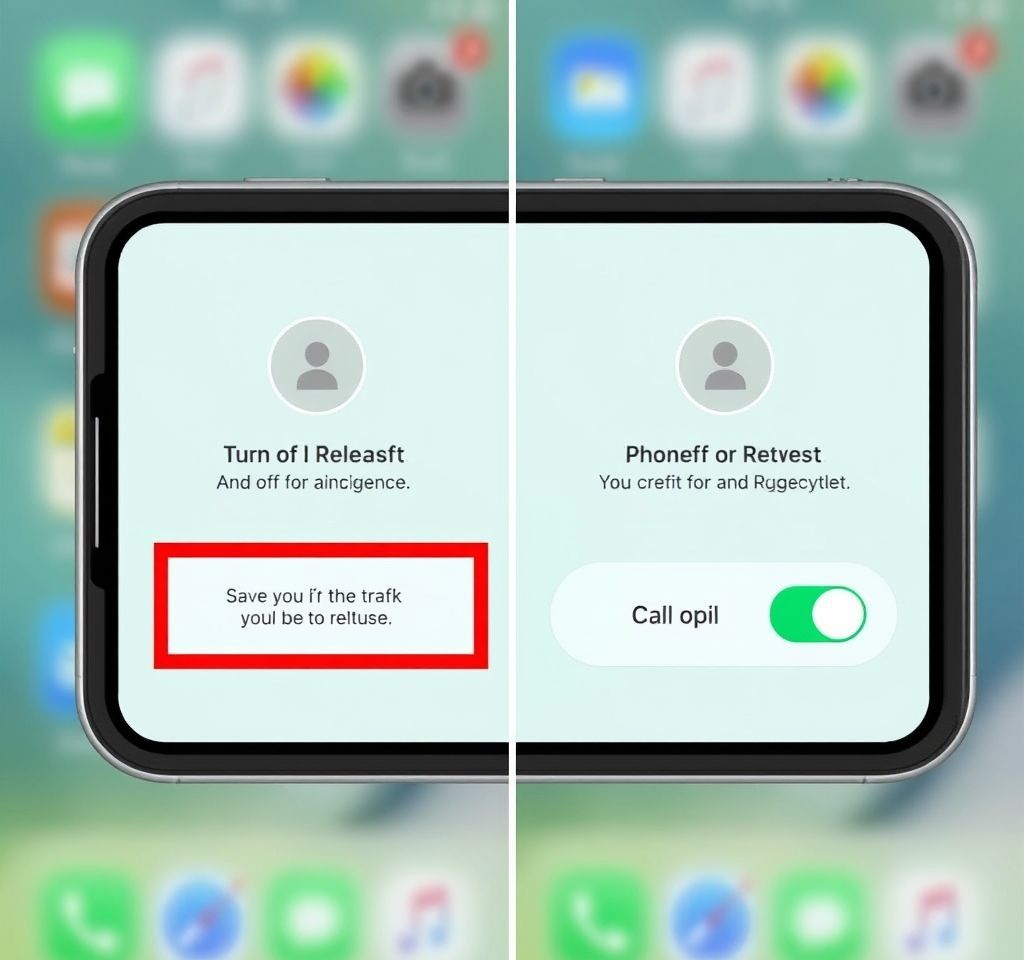 Turn of I Releasft
And off for aincigence.
Save you i'r the trafk
youl be to reltuse.
Phoneff or Retvest
You crefit for and Rggecytlet.
Call opil